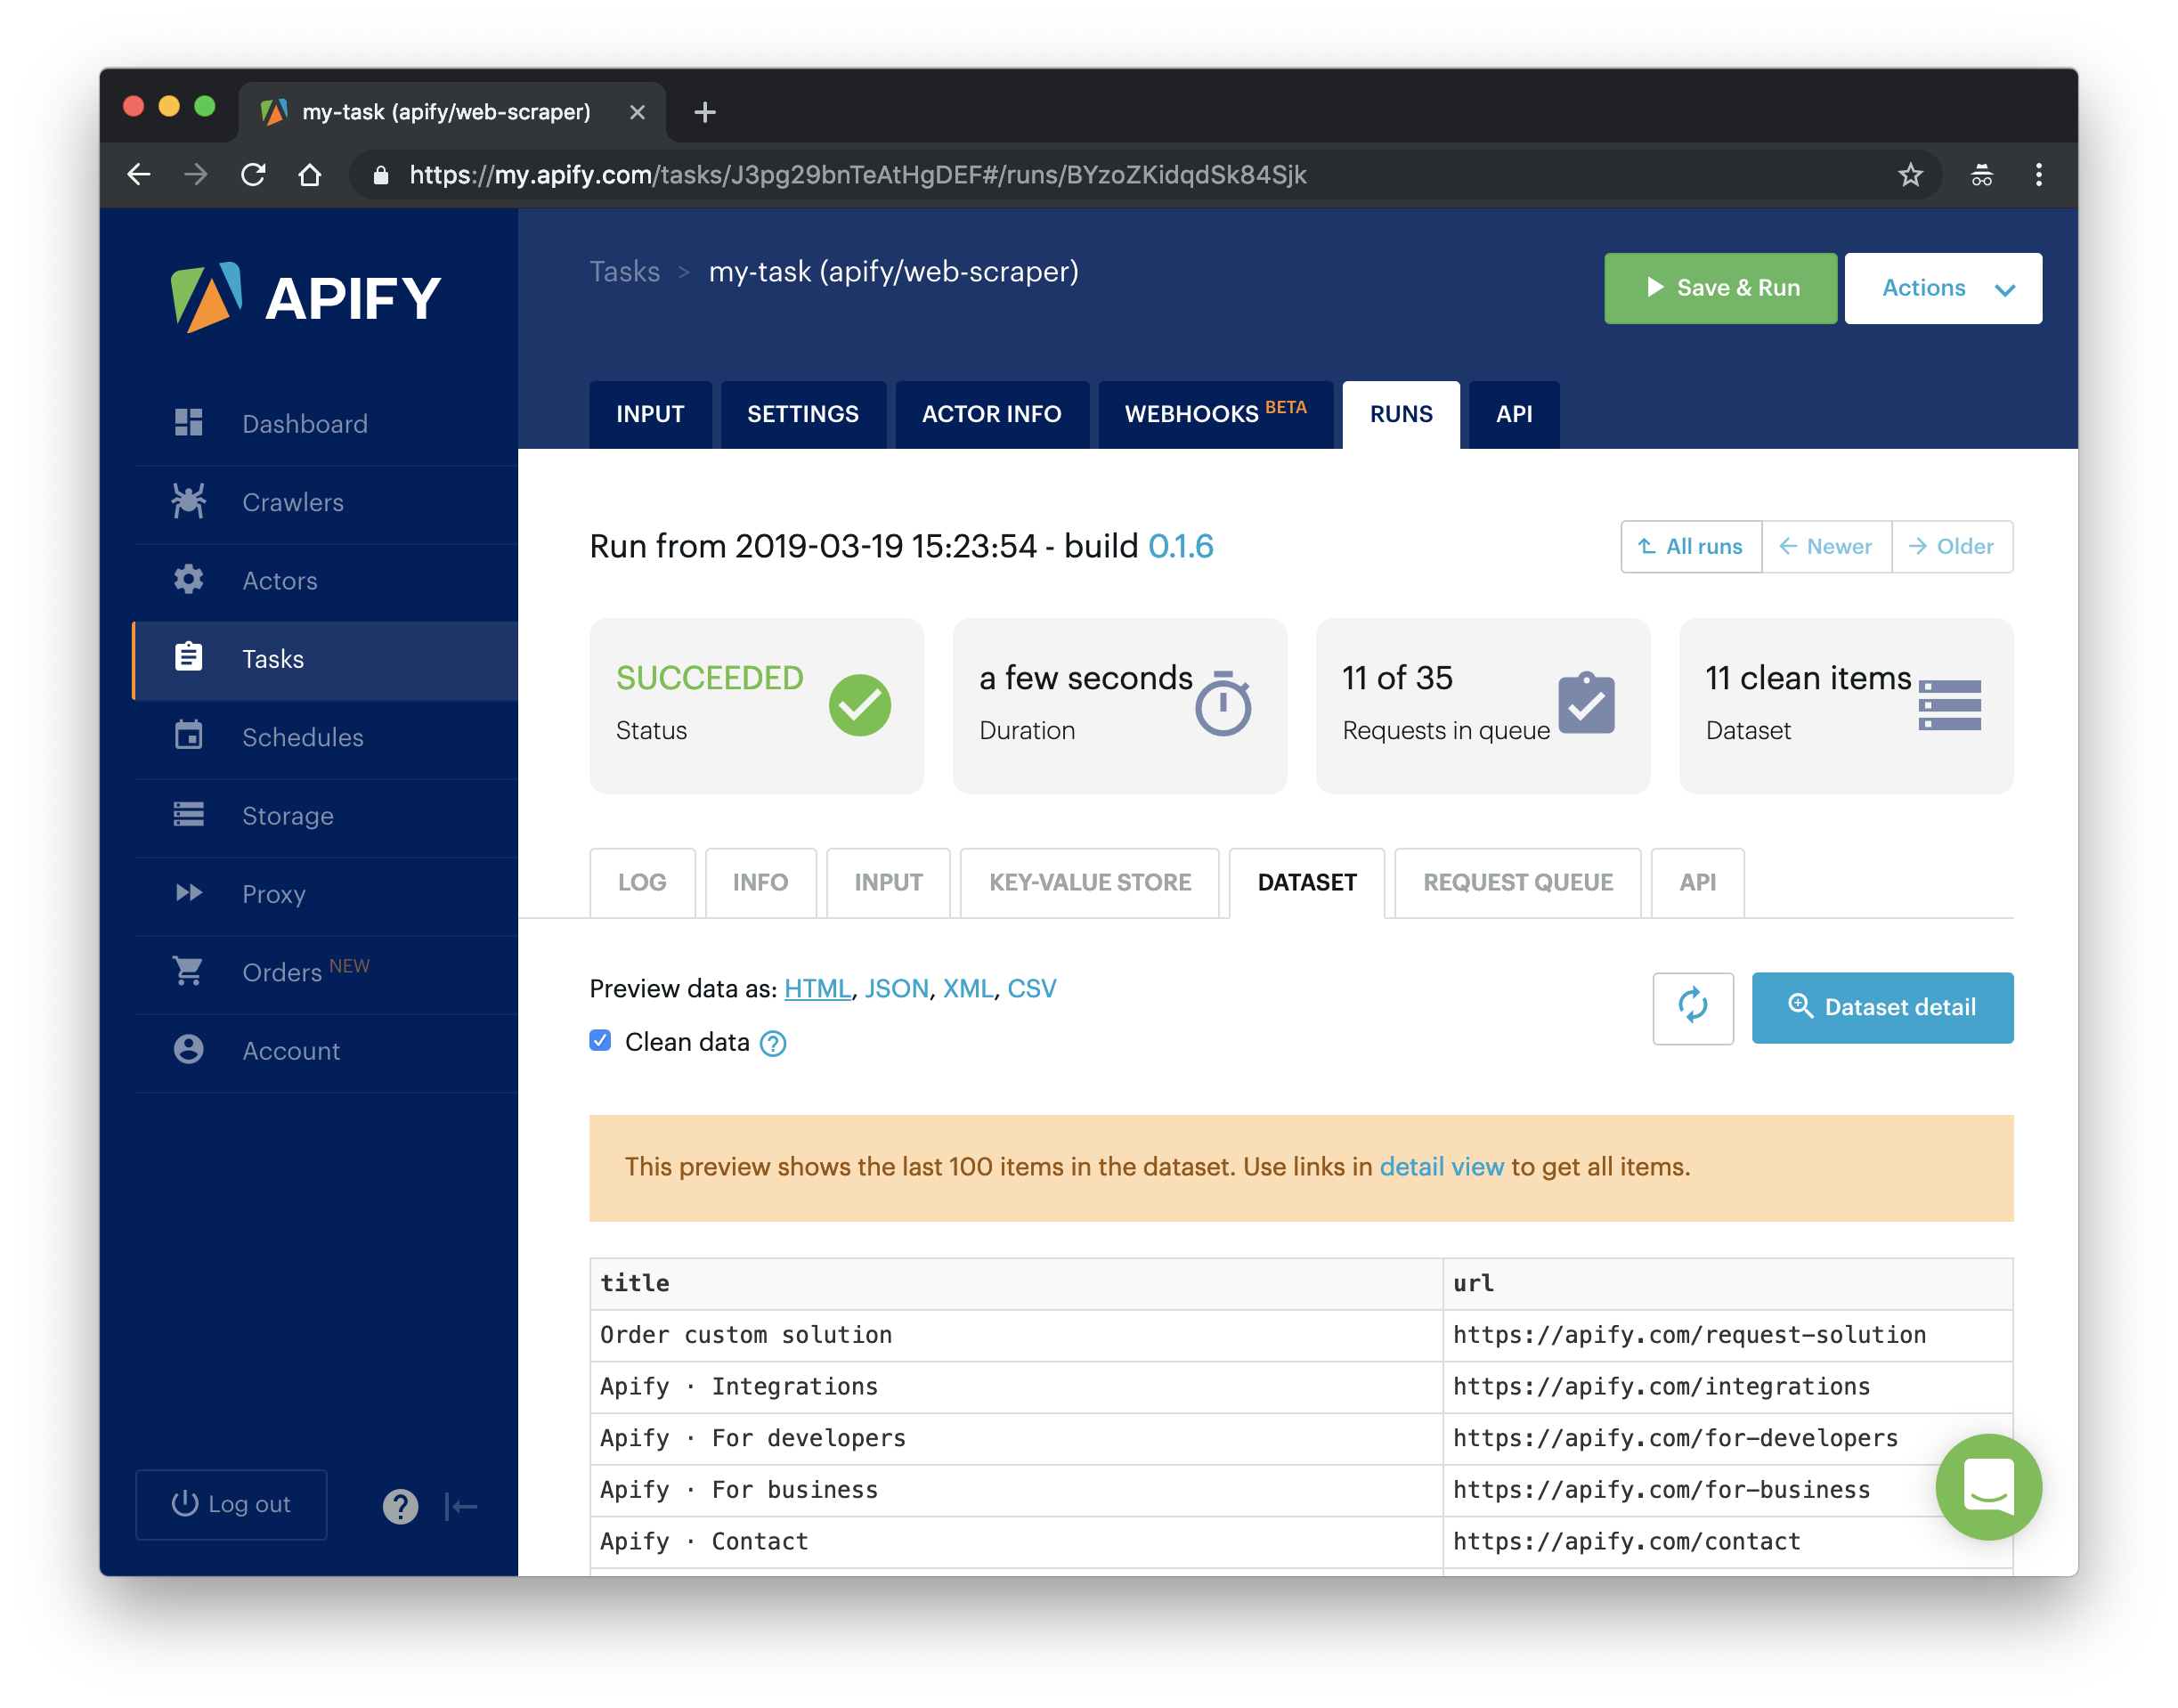 my-task (apify/web-scraper)
https://my.apify.com/tasks/J3pg29bnTeAtHgDEF#/runs/BYzoZKidqdSk84Sjk
APIFY
Dashboard
Crawlers
Actors
Tasks
Schedules
Storage
Proxy
Orders NEW
Account
Log out
Tasks > my-task (apify/web-scraper)
Save & Run
Actions
INPUT
SETTINGS
ACTOR INFO
WEBHOOKS BETA
RUNS
API
Run from 2019-03-19 15:23:54 - build 0.1.6
All runs
Newer
Older
SUCCEEDED
Status
a few seconds
Duration
11 of 35
Requests in queue
11 clean items
Dataset
LOG
INFO
INPUT
KEY-VALUE STORE
DATASET
REQUEST QUEUE
API
Preview data as: HTML, JSON, XML, CSV
Clean data ?
Dataset detail
This preview shows the last 100 items in the dataset. Use links in detail view to get all items.
title url
Order custom solution https://apify.com/request-solution
Apify · Integrations https://apify.com/integrations
Apify · For developers https://apify.com/for-developers
Apify · For business https://apify.com/for-business
Apify · Contact https://apify.com/contact